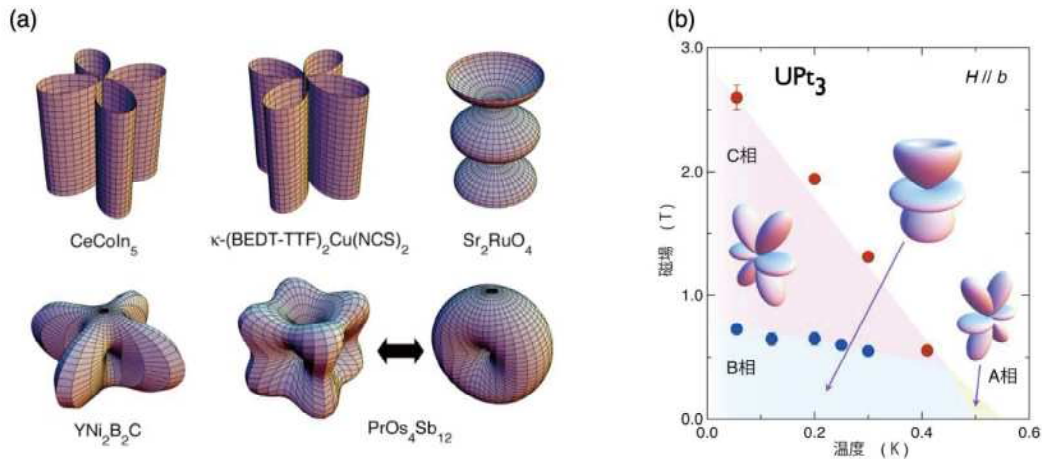 (a)
CeCoIn5
κ-(BEDT-TTF)2Cu(NCS)2
Sr2RuO4
YNi2B2C
PrOs4Sb12
(b)
3.0
2.0
1.0
0.0
磁場 (T)
UPt3
H // b
C相
B相
A相
0.0 0.2 0.4 0.6
温度 (K)